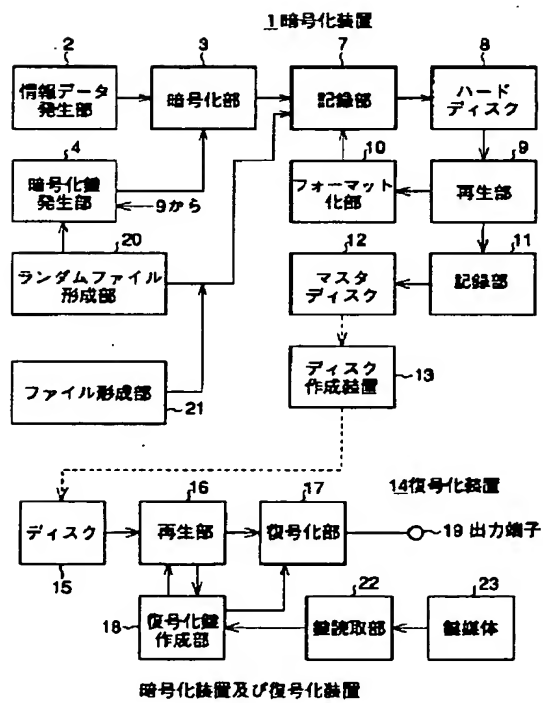 1 暗号化装置
2
3
7
8
情報データ
発生部
暗号化部
記録部
ハード
ディスク
4
10
9
暗号化鍵
発生部
9から
フォーマット
化部
再生部
20
12
11
ランダムファイル
形成部
マスタ
ディスク
記録部
ファイル形成部
21
ディスク
作成装置
13
14 復号化装置
16
17
ディスク
再生部
復号化部
19 出力端子
15
22
23
18
復号化鍵
作成部
鍵読取部
鍵媒体
暗号化装置及び復号化装置